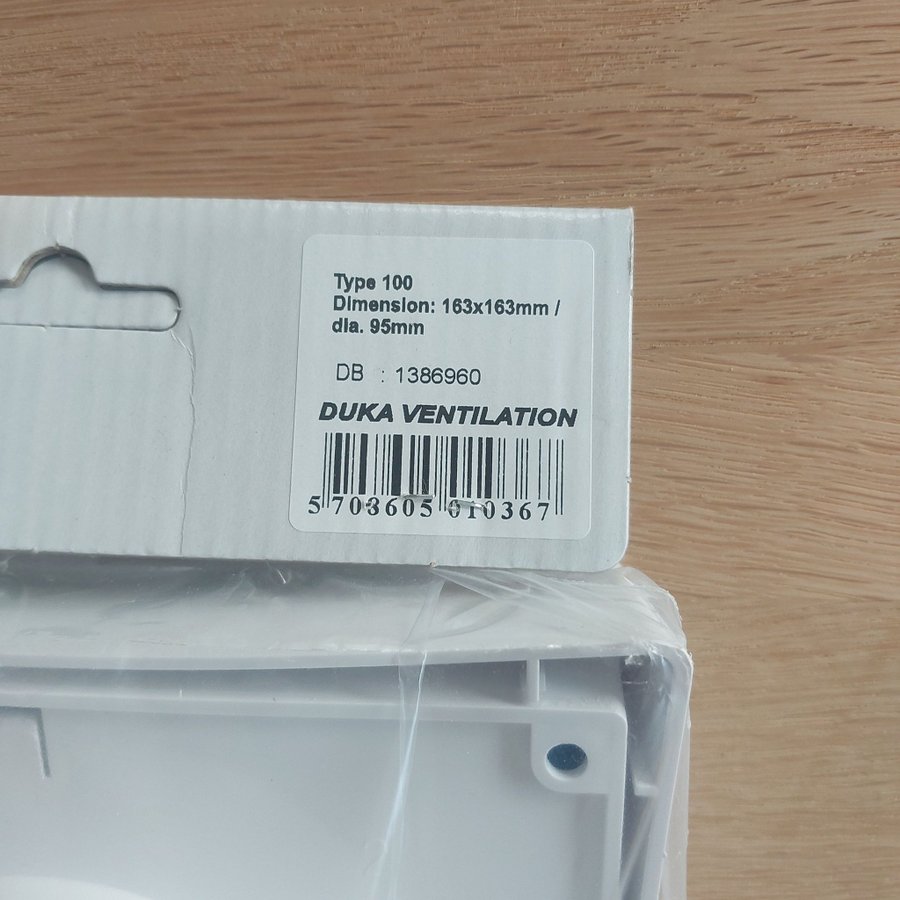 Type 100
Dimension: 163x163mm /
dia. 95mm
DB : 1386960
DUKA VENTILATION
5 703605 010367